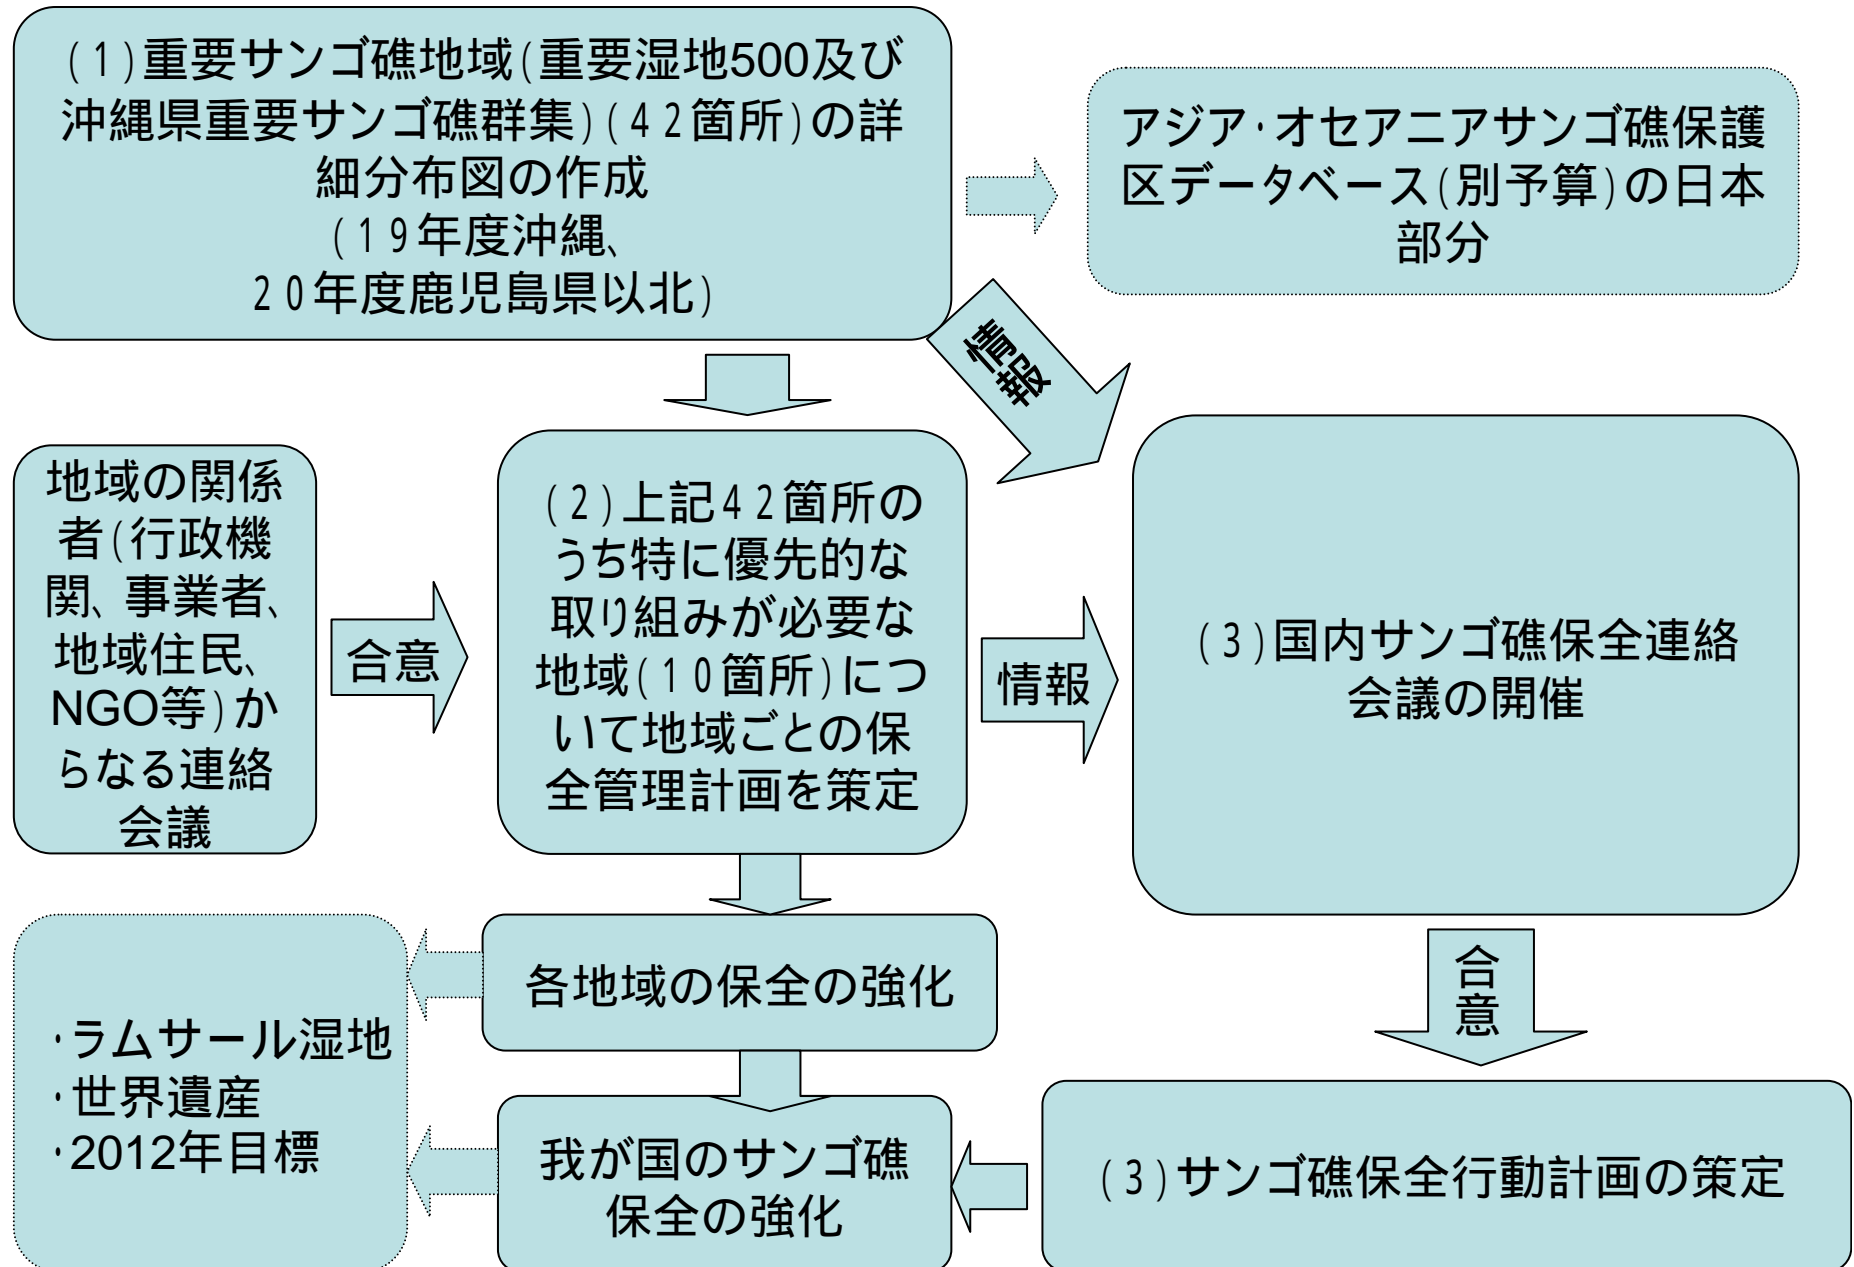 (1)重要サンゴ礁地域(重要湿地500及び
沖縄県重要サンゴ礁群集)(42箇所)の詳
細分布図の作成
(19年度沖縄、
20年度鹿児島県以北)
アジア・オセアニアサンゴ礁保護
区データベース(別予算)の日本
部分
情報
地域の関係
者(行政機
関、事業者、
地域住民、
NGO等)か
らなる連絡
会議
合意
(2)上記42箇所の
うち特に優先的な
取り組みが必要な
地域(10箇所)につ
いて地域ごとの保
全管理計画を策定
情報
(3)国内サンゴ礁保全連絡
会議の開催
合意
・ラムサール湿地
・世界遺産
・2012年目標
各地域の保全の強化
我が国のサンゴ礁
保全の強化
(3)サンゴ礁保全行動計画の策定